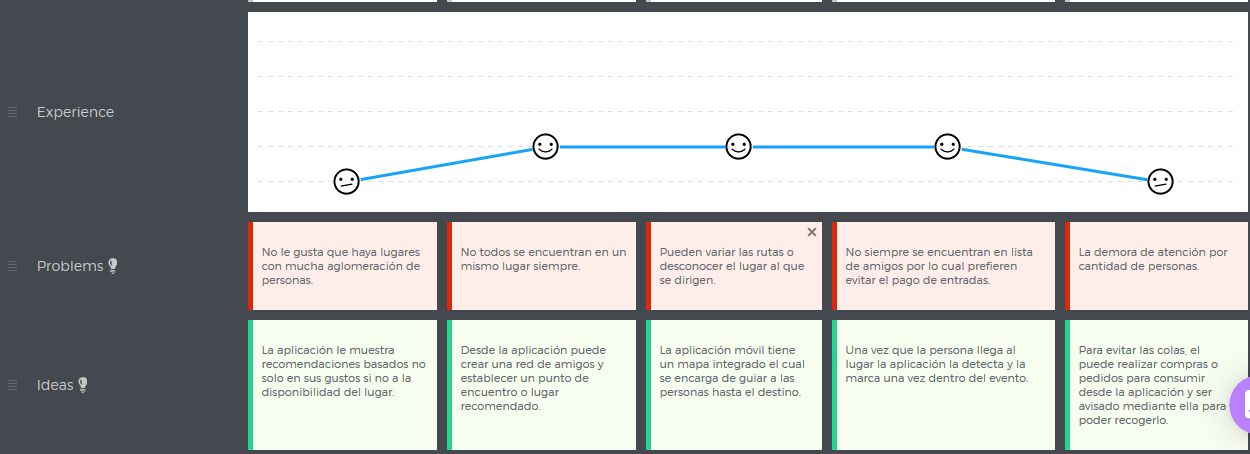 Experience
Problems
No le gusta que haya lugares
con mucha aglomeración de
personas.
No todos se encuentran en un
mismo lugar siempre.
Pueden variar las rutas o
desconocer el lugar al que
se dirigen.
No siempre se encuentran en lista
de amigos por lo cual prefieren
evitar el pago de entradas.
La demora de atención por
cantidad de personas.
Ideas
La aplicación le muestra
recomendaciones basados no
solo en sus gustos si no a la
disponibilidad del lugar.
Desde la aplicación puede
crear una red de amigos y
establecer un punto de
encuentro o lugar
recomendado.
La aplicación móvil tiene
un mapa integrado el cual
se encarga de guiar a las
personas hasta el destino.
Una vez que la persona llega al
lugar la aplicación la detecta y la
marca una vez dentro del evento.
Para evitar las colas, el
puede realizar compras o
pedidos para consumir
desde la aplicación y ser
avisado mediante ella para
poder recogerlo.